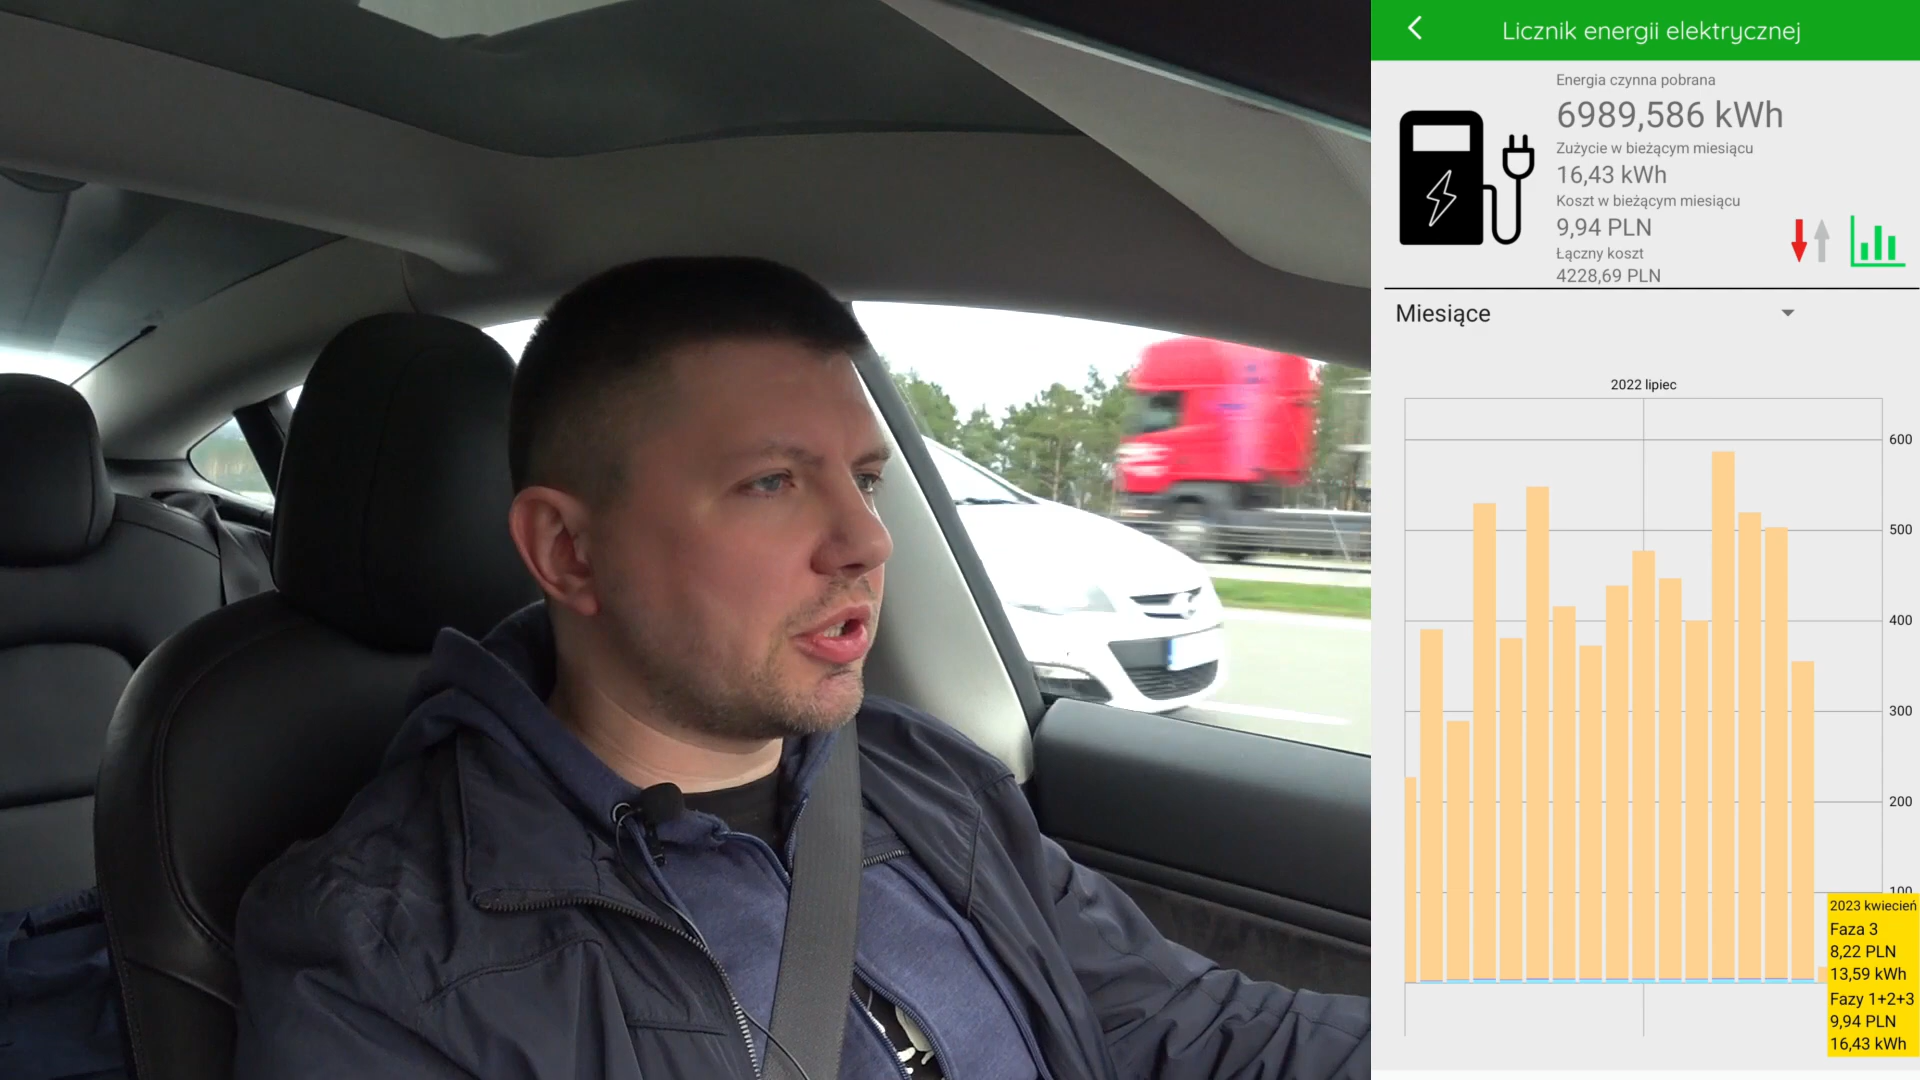 Licznik energii elektrycznej
Energia czynna pobrana
6989,586 kWh
Zużycie w bieżącym miesiącu
16,43 kWh
Koszt w bieżącym miesiącu
9,94 PLN
Łączny koszt
4228,69 PLN
Miesiące
2022 lipiec
600
500
400
300
200
100
2023 kwiecień
Faza 3
8,22 PLN
13,59 kWh
Fazy 1+2+3
9,94 PLN
16,43 kWh